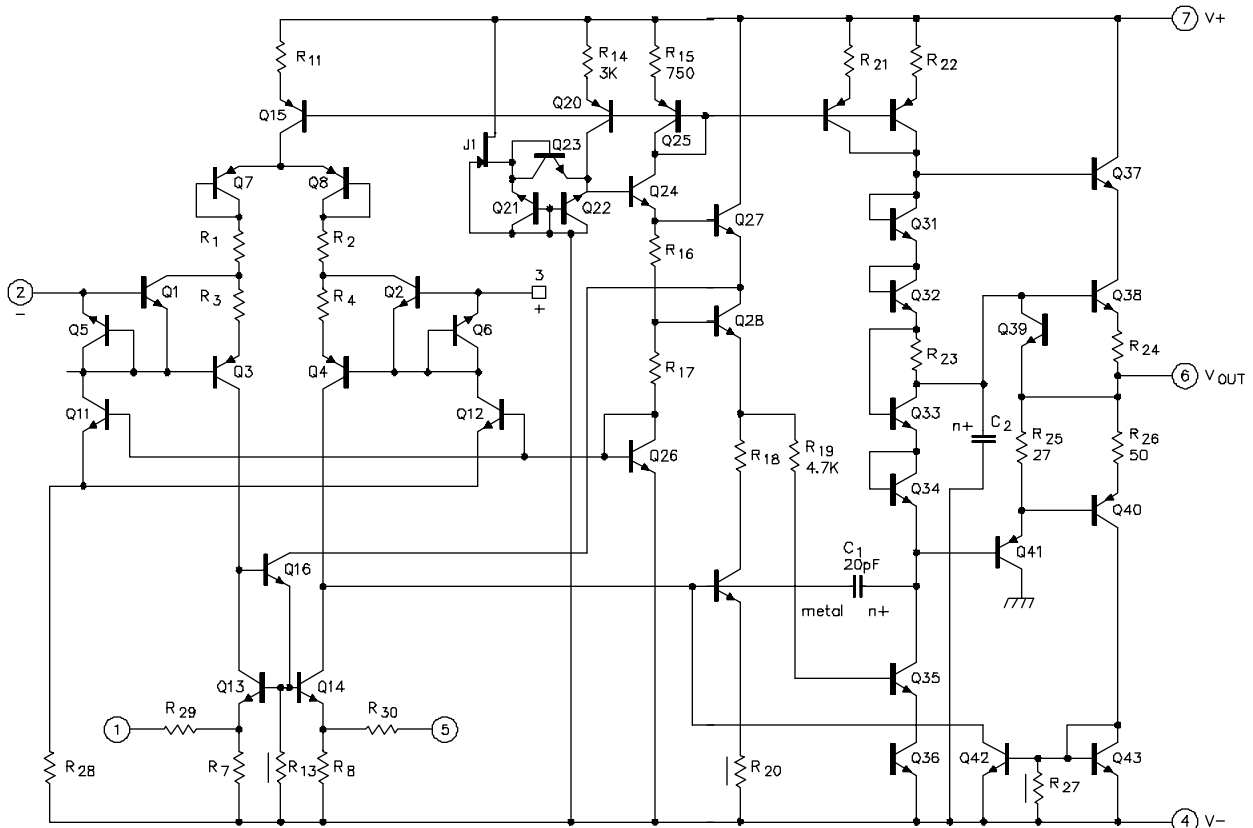 7 V+
R11
R14
3K
R15
750
R21
R22
Q15
Q20
Q25
J1
Q23
Q7
Q8
Q21
Q22
Q24
Q27
Q37
Q31
R1
R2
R16
2
-
Q1
R3
R4
Q2
3
+
Q32
Q38
Q5
Q6
Q28
Q39
R23
R24
Q3
Q4
R17
6 VOUT
Q11
Q12
Q33
n+
C2
R25
27
R26
50
Q26
R18
R19
4.7K
Q34
Q40
C1
20pF
Q41
Q16
metal
n+
Q13
Q14
Q35
1
R29
R30
5
R28
R7
R13
R8
R20
Q36
Q42
R27
Q43
4 V-